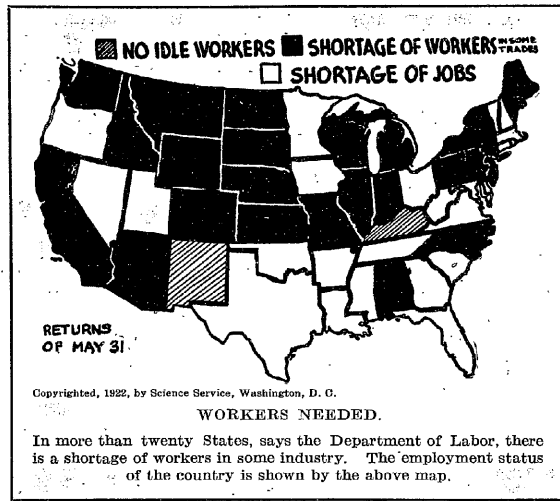 NO IDLE WORKERS SHORTAGE OF WORKERS IN SOME TRADES
SHORTAGE OF JOBS
RETURNS
OF MAY 31
Copyrighted, 1922, by Science Service, Washington, D. C.
WORKERS NEEDED.
In more than twenty States, says the Department of Labor, there
is a shortage of workers in some industry. The employment status
of the country is shown by the above map.